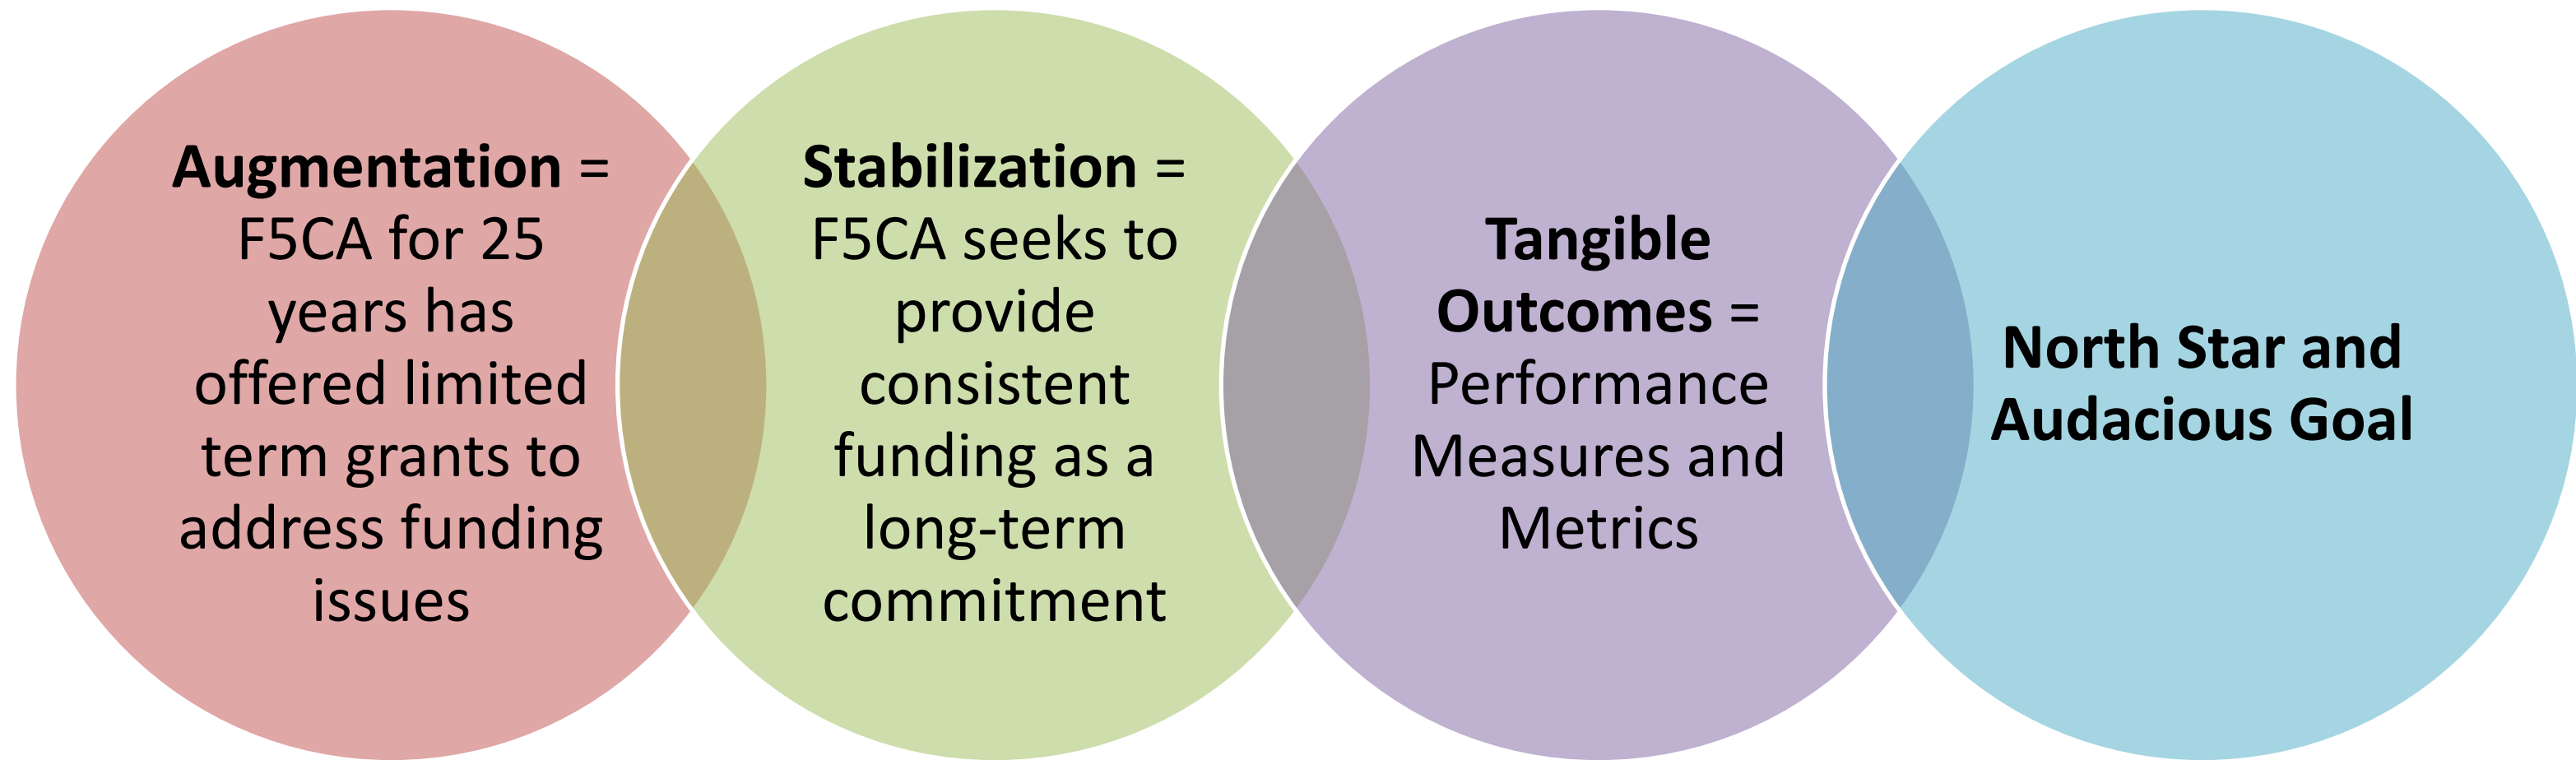 Augmentation =
F5CA for 25
years has
offered limited
term grants to
address funding
issues
Stabilization =
F5CA seeks to
provide
consistent
funding as a
long-term
commitment
Tangible
Outcomes =
Performance
Measures and
Metrics
North Star and
Audacious Goal